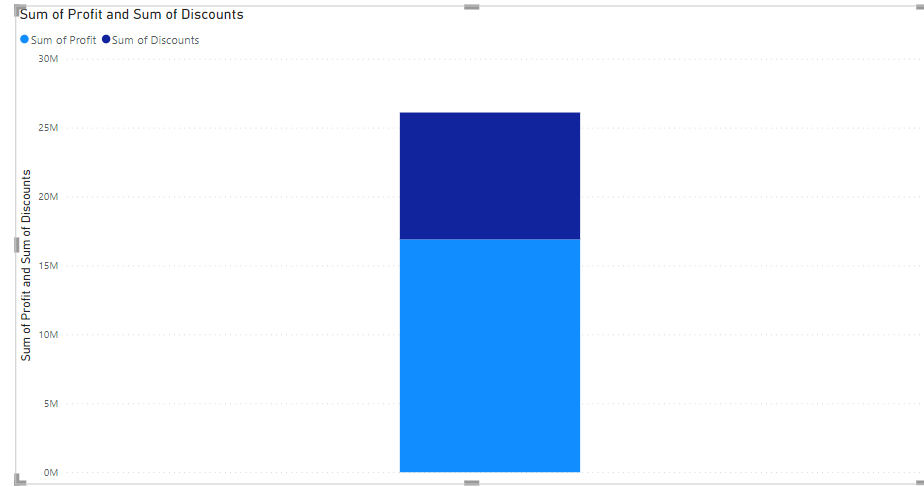 Sum of Profit and Sum of Discounts
Sum of Profit Sum of Discounts
30M
25M
20M
15M
10M
5M
0M
Sum of Profit and Sum of Discounts